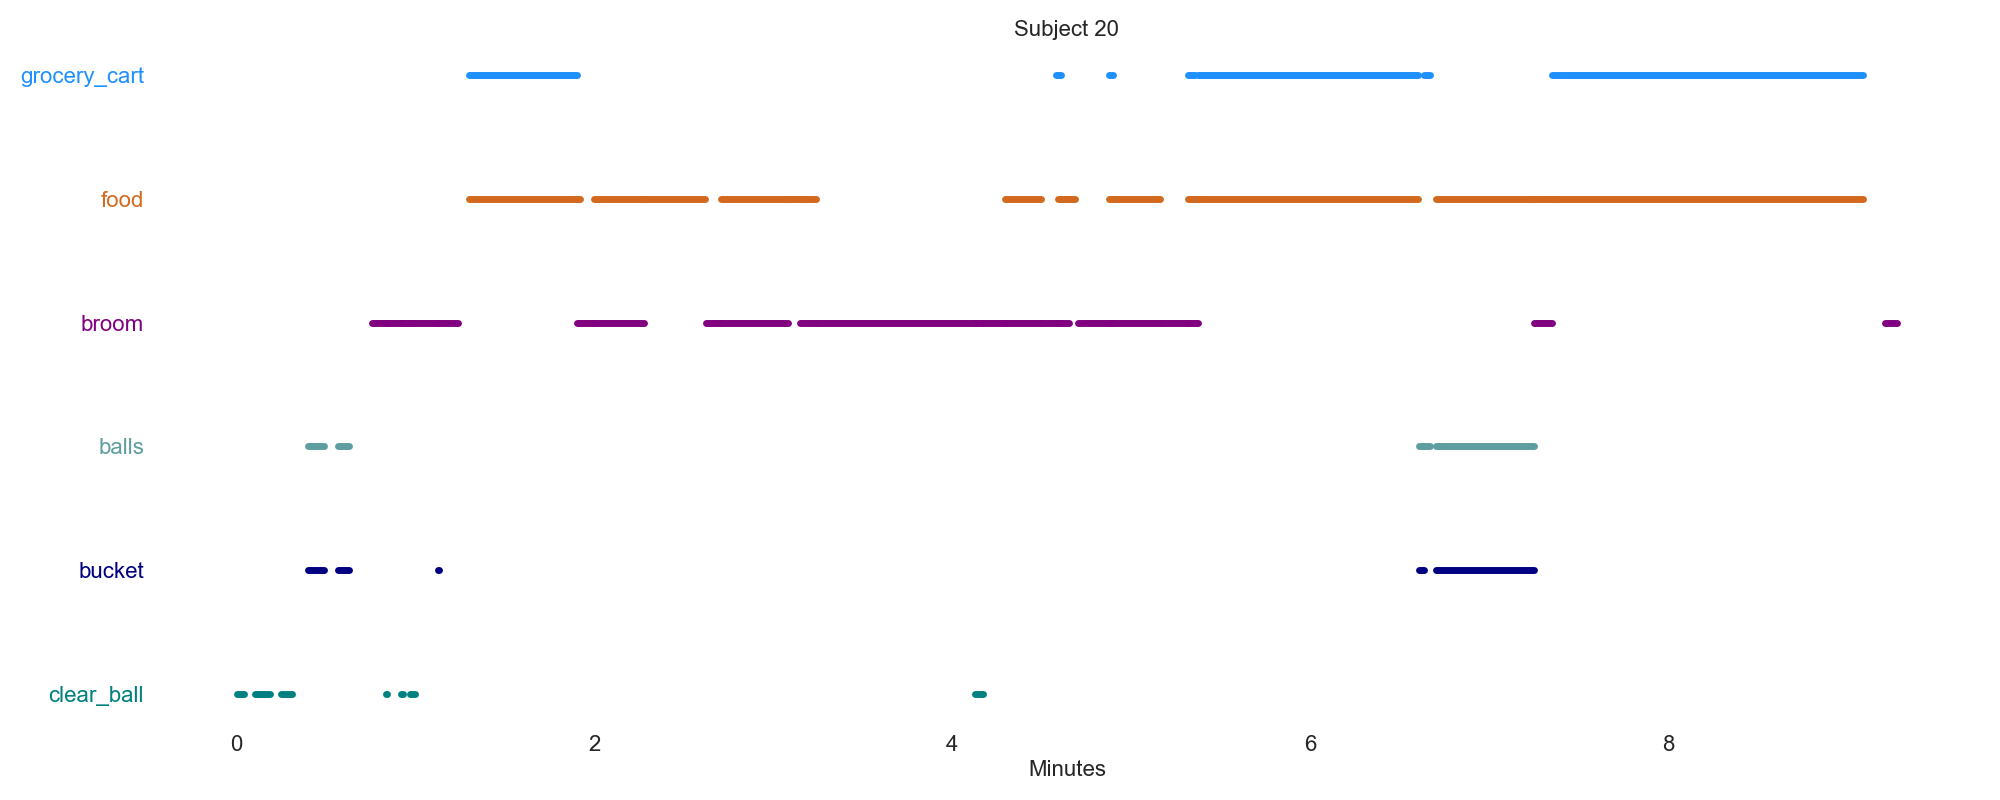 Subject 20
grocery_cart
food
broom
balls
bucket
clear_ball
0 2 4 6 8
Minutes